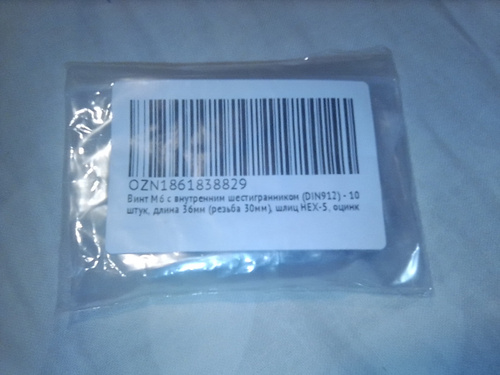 OZN1861838829
Винт М6 с внутренним шестигранником (DIN912) - 10
штук, длина 36мм (резьба 30мм), шлиц HEX-5, оцинк